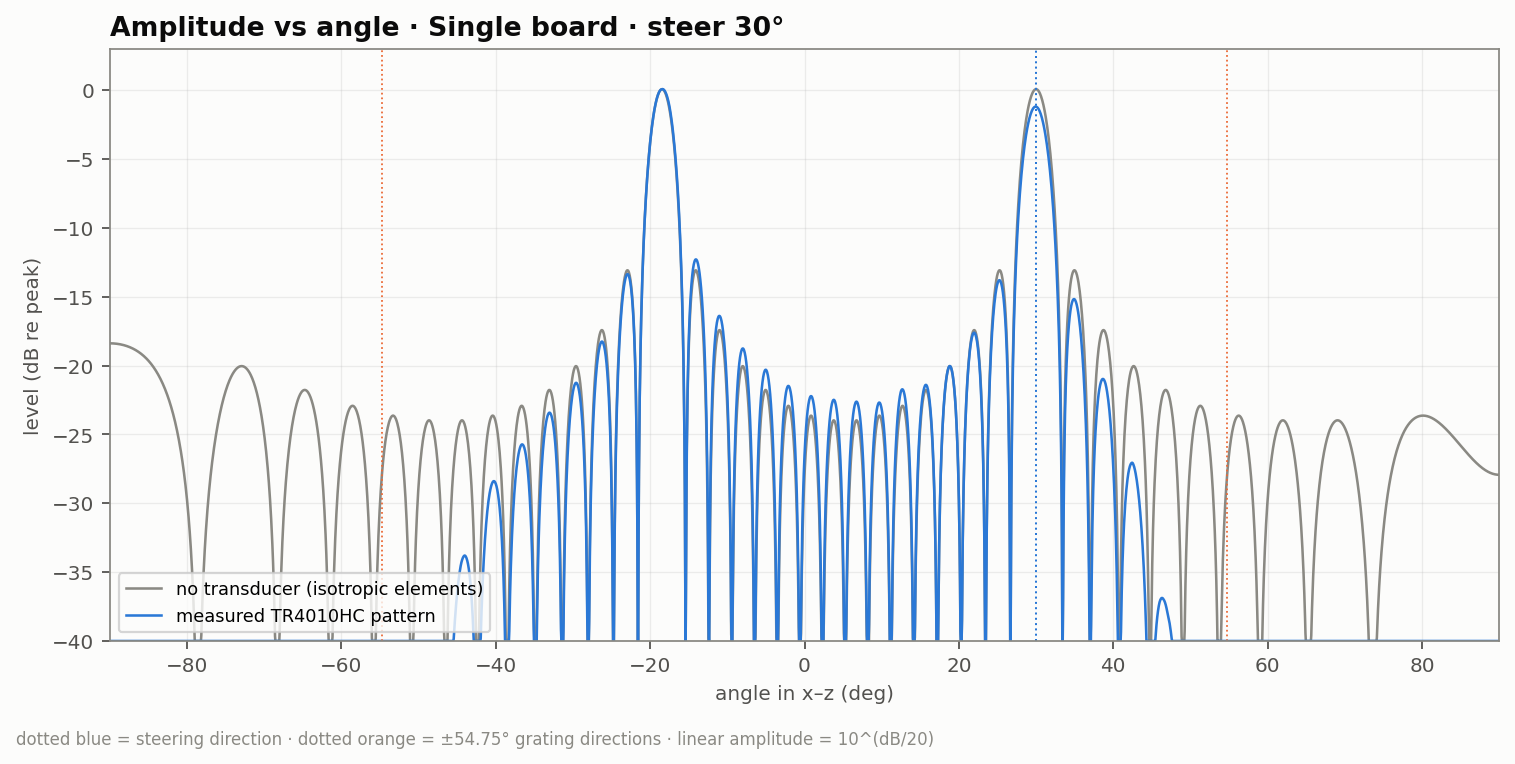 Amplitude vs angle · Single board · steer 30°
level (dB re peak)
0
−5
−10
−15
−20
−25
−30
−35
−40
no transducer (isotropic elements)
measured TR4010HC pattern
−80 −60 −40 −20 0 20 40 60 80
angle in x–z (deg)
dotted blue = steering direction · dotted orange = ±54.75° grating directions · linear amplitude = 10^(dB/20)